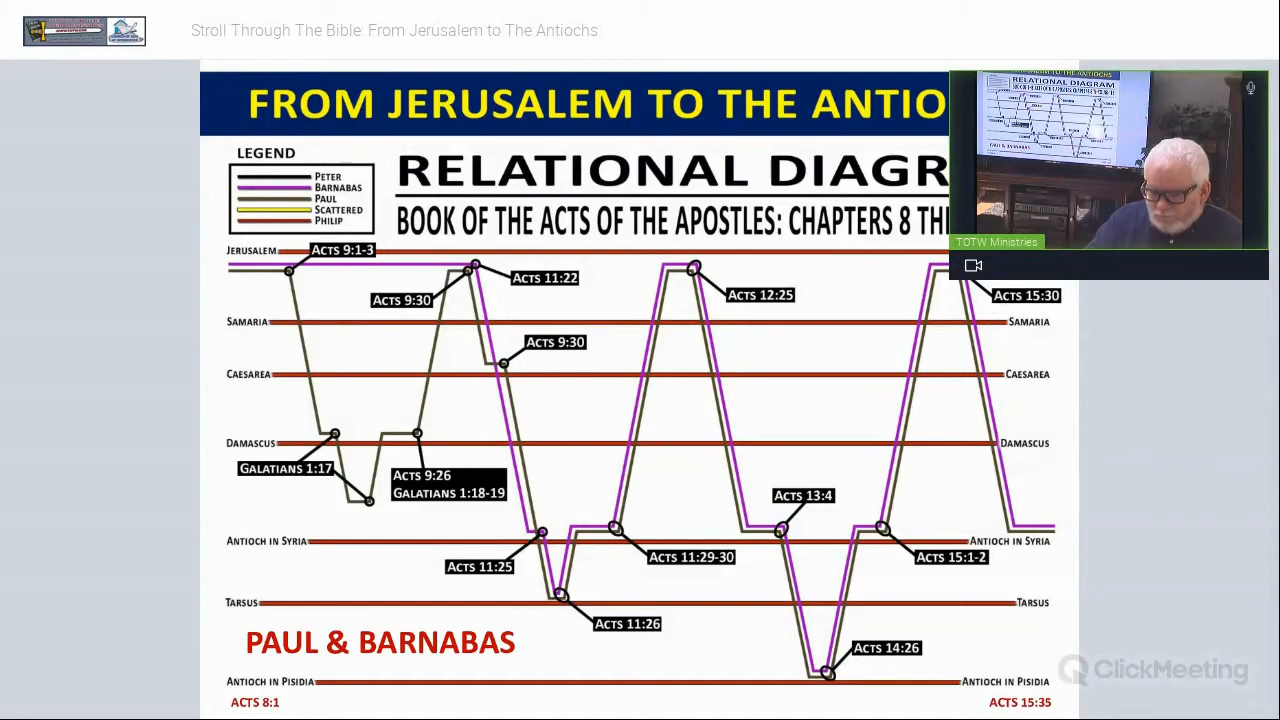 Stroll Through The Bible: From Jerusalem to The Antiochs
FROM JERUSALEM TO THE ANTIO
LEGEND
PETER
BARNABAS
PAUL
SCATTERED
PHILIP
RELATIONAL DIAGR
BOOK OF THE ACTS OF THE APOSTLES: CHAPTERS 8 TH
RELATIONAL DIAGRAM
PAUL & BARNABAS
TOTW Ministries
JERUSALEM
ACTS 9:1-3
ACTS 11:22
ACTS 9:30
ACTS 12:25
ACTS 15:30
SAMARIA
SAMARIA
ACTS 9:30
CAESAREA
CAESAREA
DAMASCUS
DAMASCUS
GALATIANS 1:17
ACTS 9:26
GALATIANS 1:18-19
ACTS 13:4
ANTIOCH IN SYRIA
ANTIOCH IN SYRIA
ACTS 11:25
ACTS 11:29-30
ACTS 15:1-2
TARSUS
TARSUS
ACTS 11:26
PAUL & BARNABAS
ACTS 14:26
ClickMeeting
ANTIOCH IN PISIDIA
ANTIOCH IN PISIDIA
ACTS 8:1
ACTS 15:35